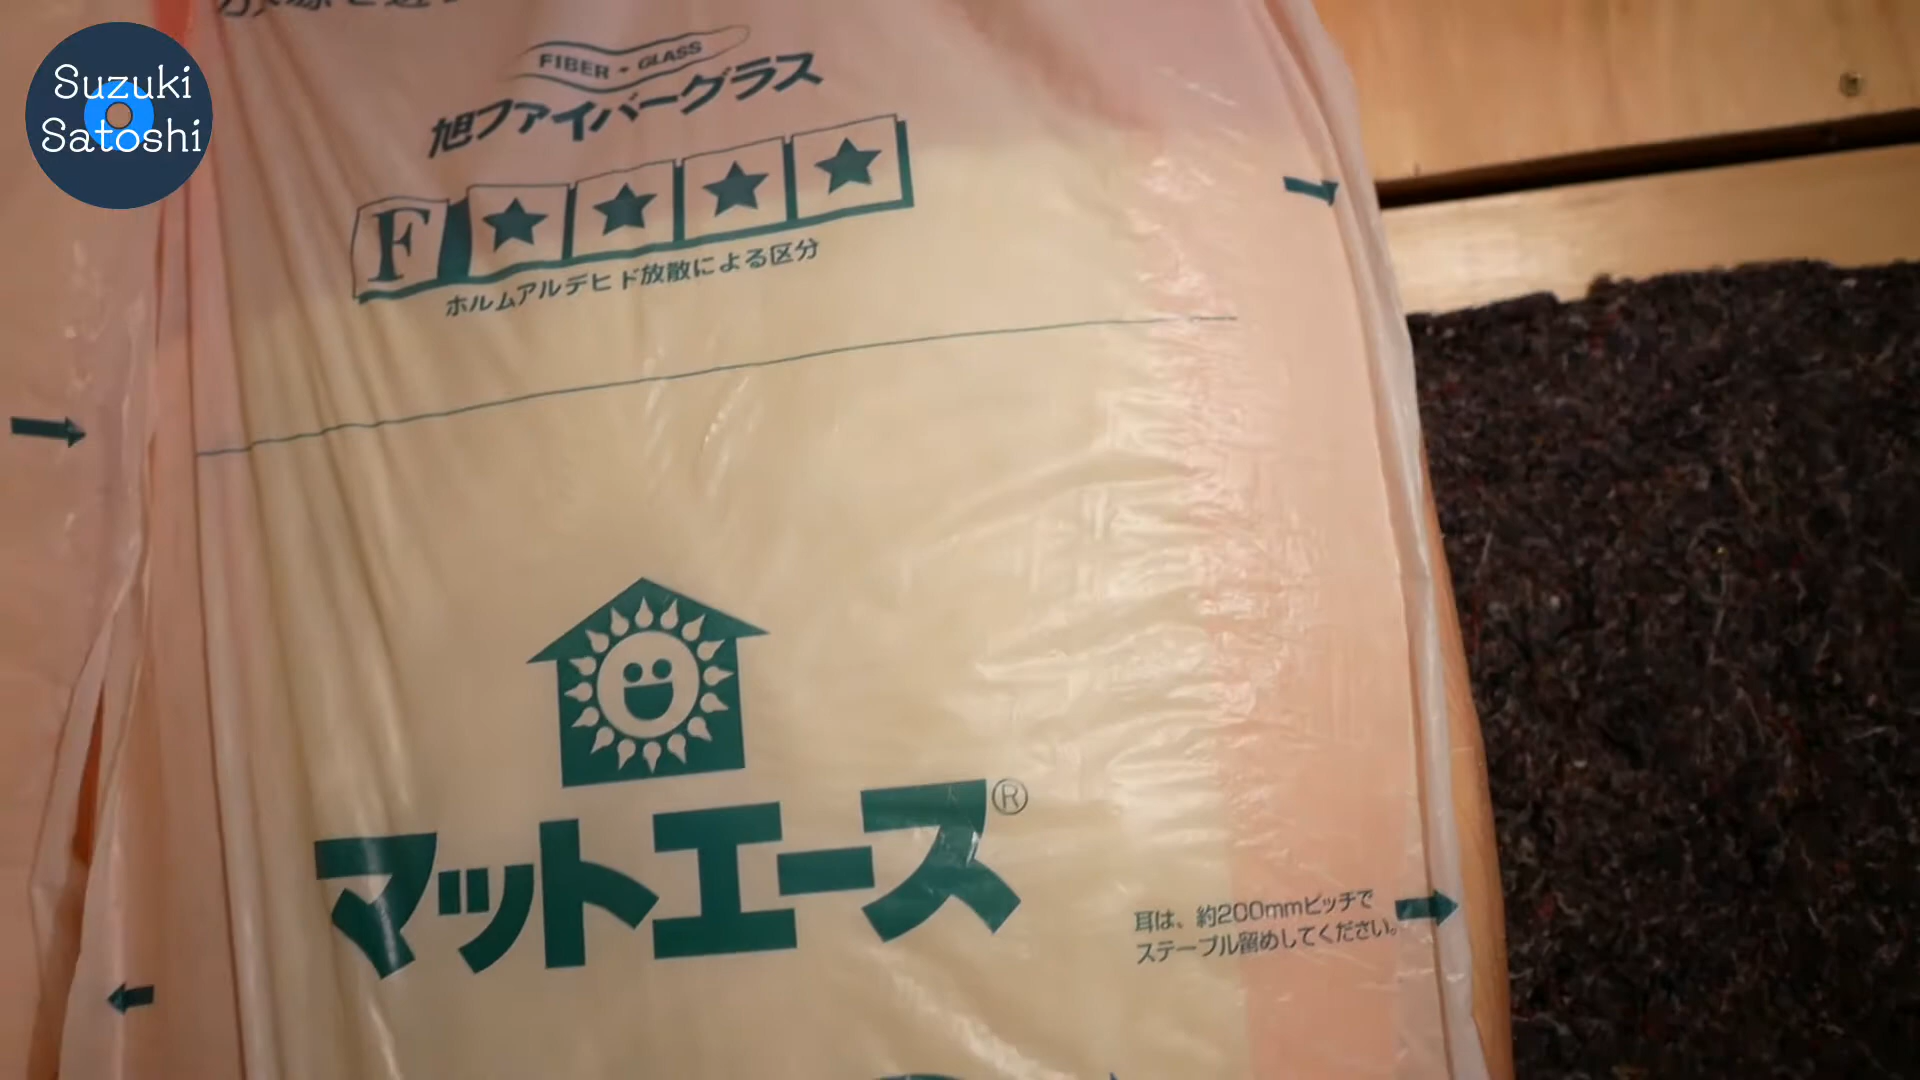 Suzuki
Satoshi
FIBER・GLASS
旭ファイバーグラス
F★★★★
ホルムアルデヒド放散による区分
マットエース®
耳は、約200mmピッチで
ステープル留めしてください。